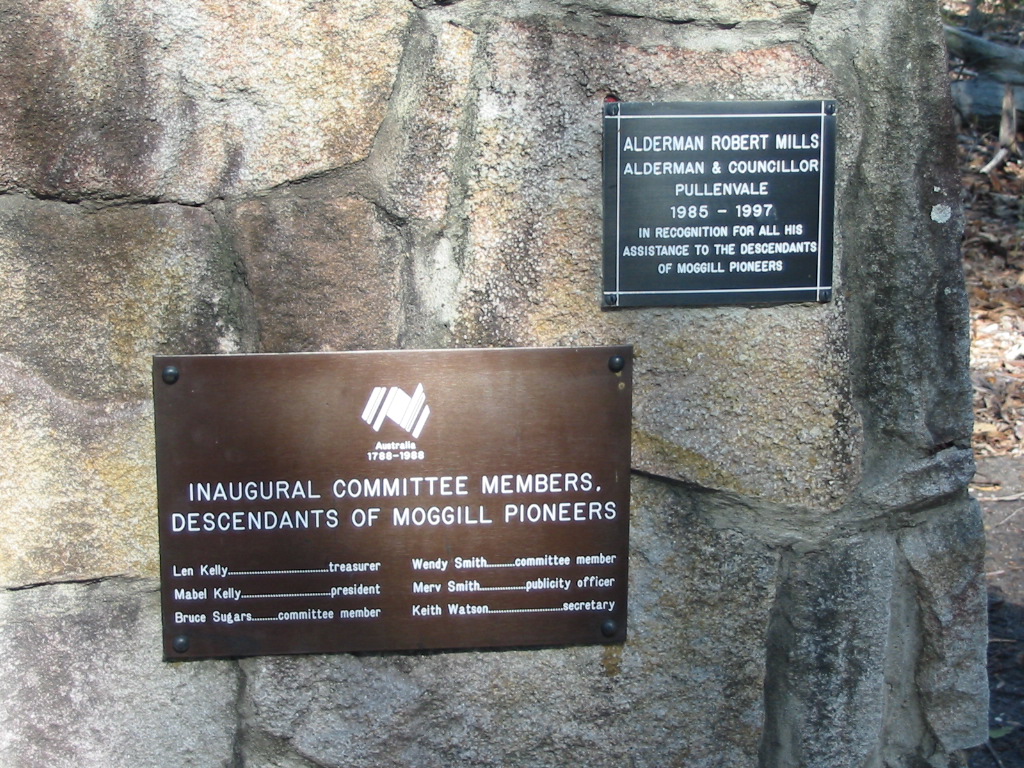 ALDERMAN ROBERT MILLS
ALDERMAN & COUNCILLOR
PULLENVALE
1985 - 1997
IN RECOGNITION FOR ALL HIS
ASSISTANCE TO THE DESCENDANTS
OF MOGGILL PIONEERS
Australia
1788-1988
INAUGURAL COMMITTEE MEMBERS.
DESCENDANTS OF MOGGILL PIONEERS
Len Kelly..............................treasurer
Mabel Kelly..........................president
Bruce Sugars.........committee member
Wendy Smith.........committee member
Merv Smith...............publicity officer
Keith Watson........................secretary